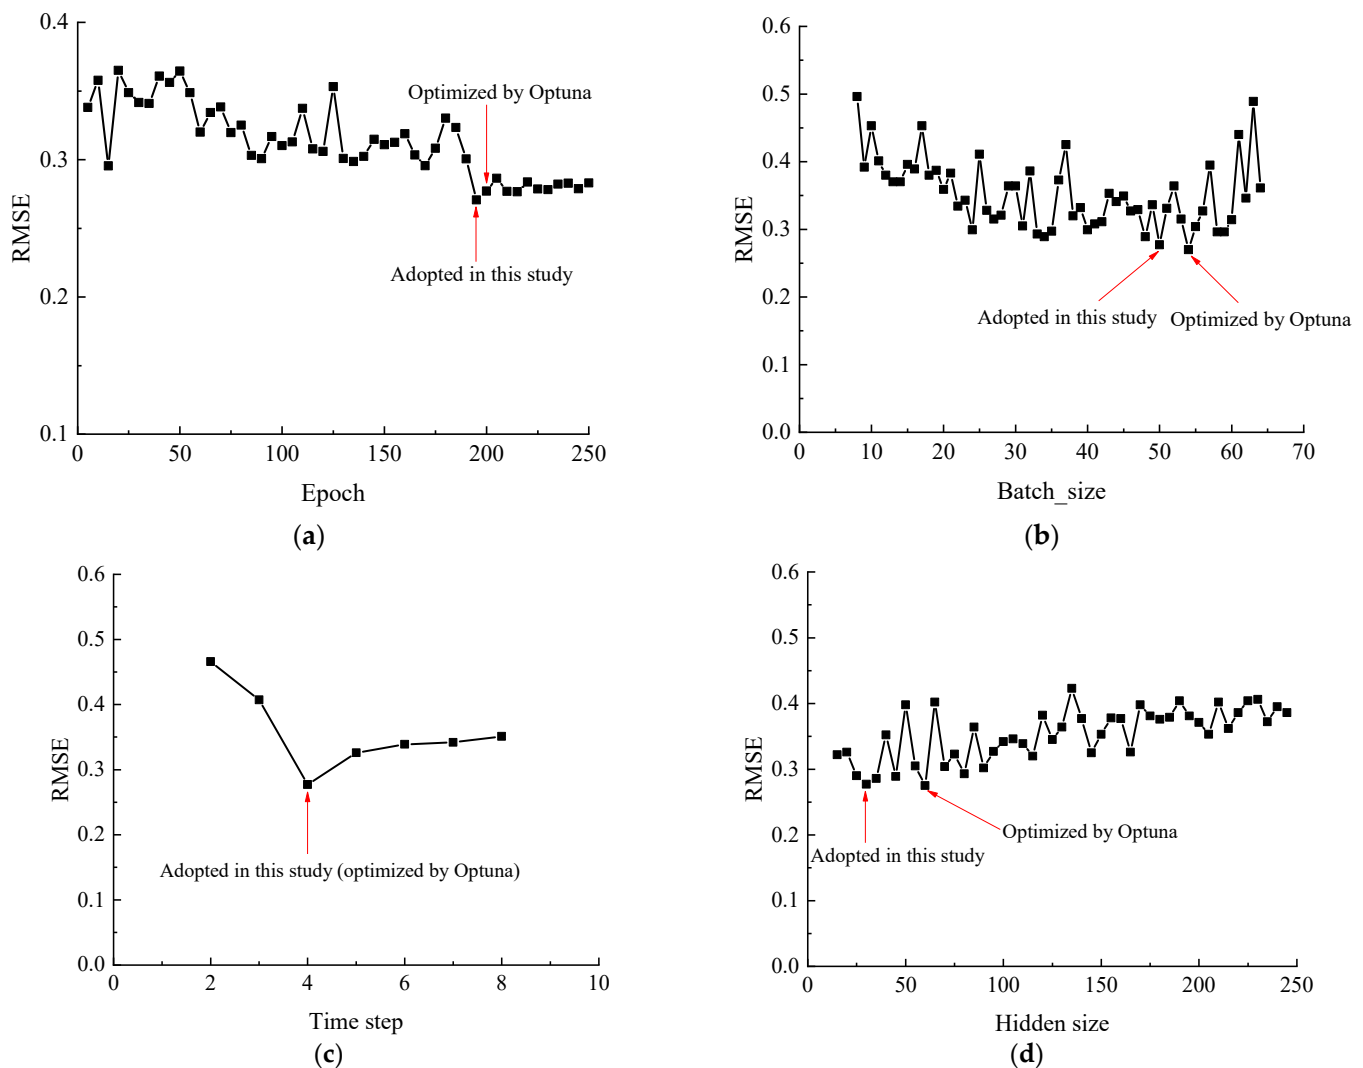 0.4
0.3
0.2
0.1
RMSE
0 50 100 150 200 250
Epoch
Optimized by Optuna
Adopted in this study
(a)
0.6
0.5
0.4
0.3
0.2
0.1
0.0
RMSE
0 10 20 30 40 50 60 70
Batch_size
Adopted in this study
Optimized by Optuna
(b)
0.6
0.5
0.4
0.3
0.2
0.1
0.0
RMSE
0 2 4 6 8 10
Time step
Adopted in this study (optimized by Optuna)
(c)
0.6
0.5
0.4
0.3
0.2
0.1
0.0
RMSE
0 50 100 150 200 250
Hidden size
Optimized by Optuna
Adopted in this study
(d)